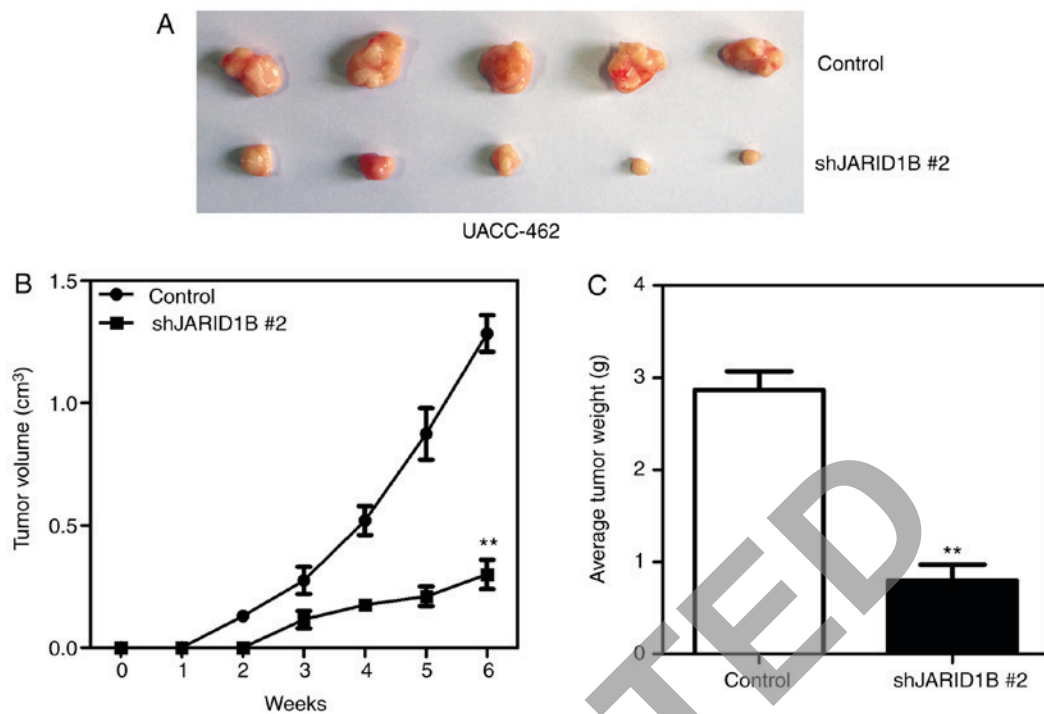 A
Control
shJARID1B #2
UACC-462
B
Control
shJARID1B #2
1.5
1.0
0.5
0.0
Tumor volume (cm³)
**
0 1 2 3 4 5 6
Weeks
C
4
3
2
1
0
Average tumor weight (g)
**
Control shJARID1B #2
TED